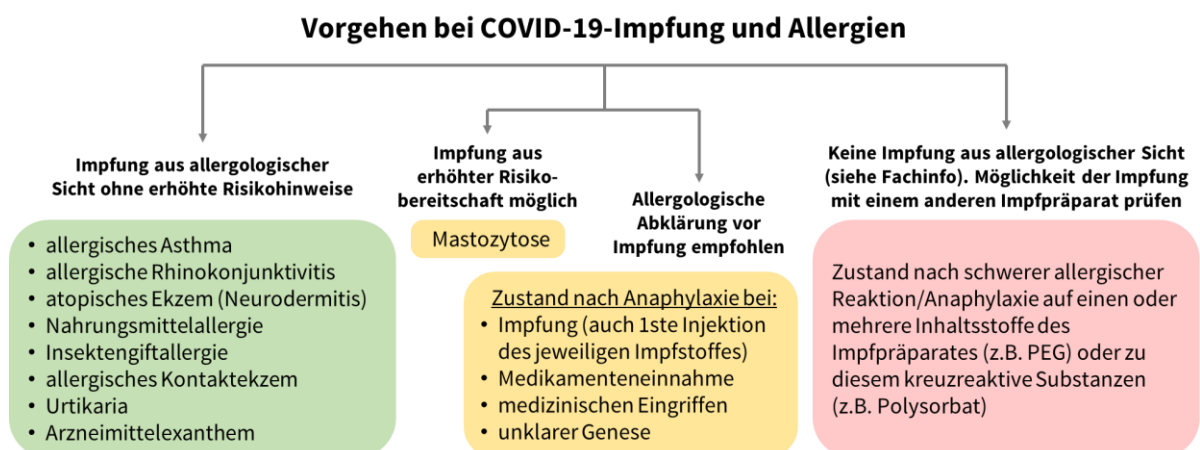 Vorgehen bei COVID-19-Impfung und Allergien
Impfung aus allergologischer
Sicht ohne erhöhte Risikohinweise
• allergisches Asthma
• allergische Rhinokonjunktivitis
• atopisches Ekzem (Neurodermitis)
• Nahrungsmittelallergie
• Insektengiftallergie
• allergisches Kontaktekzem
• Urtikaria
• Arzneimittelexanthem
Impfung aus
erhöhter Risiko-
bereitschaft möglich
Mastozytose
Allergologische
Abklärung vor
Impfung empfohlen
Zustand nach Anaphylaxie bei:
• Impfung (auch 1ste Injektion
des jeweiligen Impfstoffes)
• Medikamenteneinnahme
• medizinischen Eingriffen
• unklarer Genese
Keine Impfung aus allergologischer Sicht
(siehe Fachinfo). Möglichkeit der Impfung
mit einem anderen Impfpräparat prüfen
Zustand nach schwerer allergischer
Reaktion/Anaphylaxie auf einen oder
mehrere Inhaltsstoffe des
Impfpräparates (z.B. PEG) oder zu
diesem kreuzreaktive Substanzen
(z.B. Polysorbat)